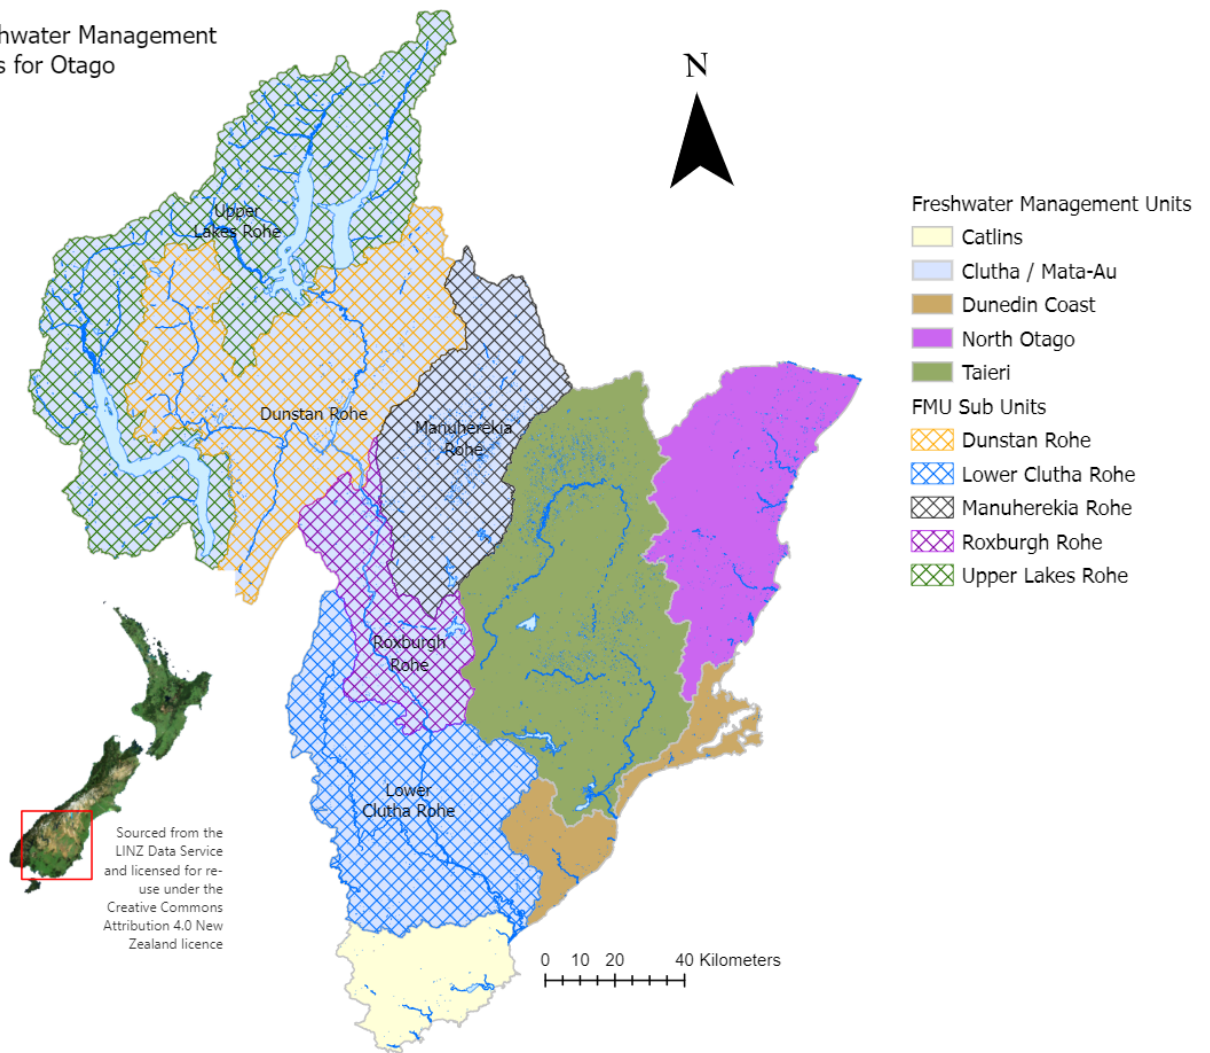 hwater Management
s for Otago
N
Freshwater Management Units
Catlins
Clutha / Mata-Au
Dunedin Coast
North Otago
Taieri
FMU Sub Units
Dunstan Rohe
Lower Clutha Rohe
Manuherekia Rohe
Roxburgh Rohe
Upper Lakes Rohe
Upper
Lakes Rohe
Dunstan Rohe
Manuherekia
Rohe
Roxburgh
Rohe
Lower
Clutha Rohe
Sourced from the
LINZ Data Service
and licensed for re-
use under the
Creative Commons
Attribution 4.0 New
Zealand licence
0 10 20 40 Kilometers